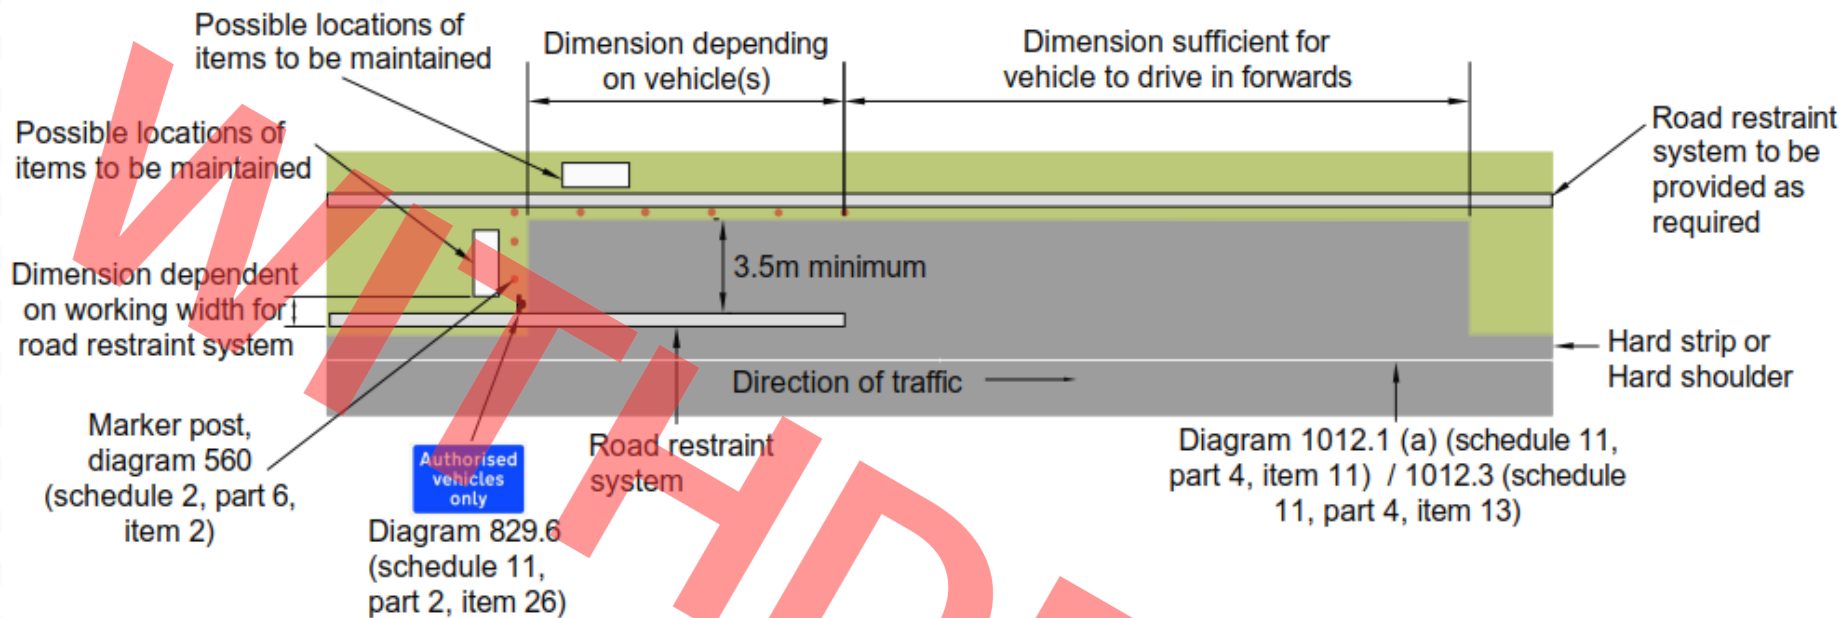 Possible locations of
items to be maintained
Dimension depending
on vehicle(s)
Dimension sufficient for
vehicle to drive in forwards
Possible locations of
items to be maintained
Road restraint
system to be
provided as
required
3.5m minimum
Dimension dependent
on working width for
road restraint system
Hard strip or
Hard shoulder
Direction of traffic
Marker post,
diagram 560
(schedule 2, part 6,
item 2)
Authorised
vehicles
only
Diagram 829.6
(schedule 11,
part 2, item 26)
Road restraint
system
Diagram 1012.1 (a) (schedule 11,
part 4, item 11) / 1012.3 (schedule
11, part 4, item 13)
WITHD